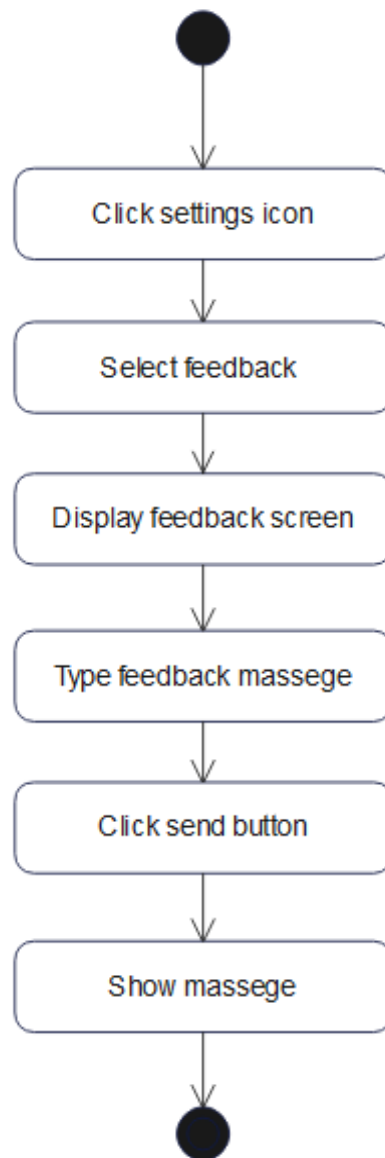 Click settings icon
Select feedback
Display feedback screen
Type feedback massege
Click send button
Show massege